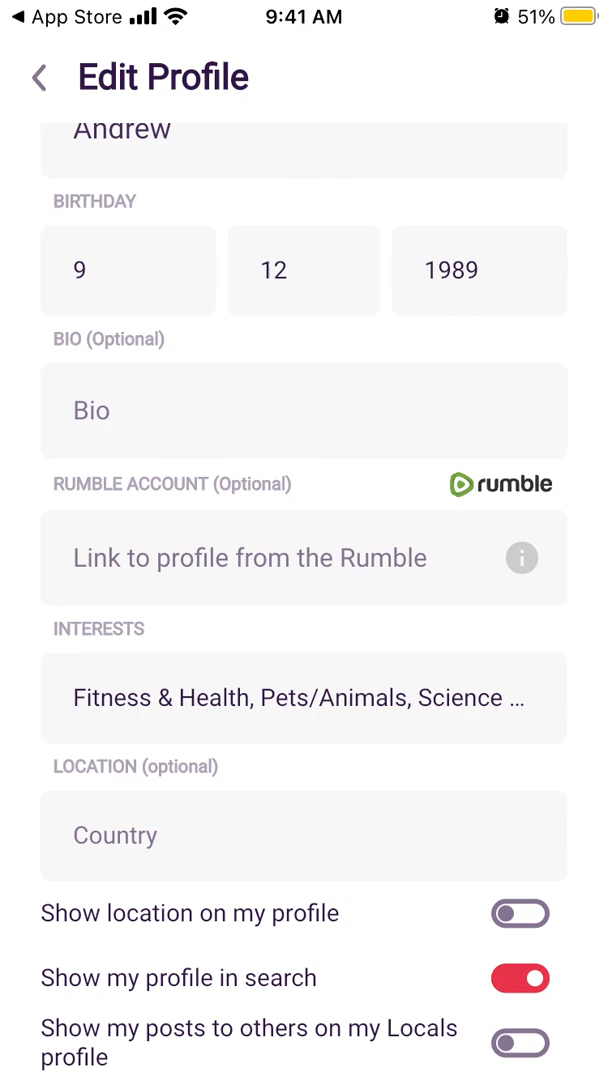 App Store 9:41 AM 51%
Edit Profile
Andrew
BIRTHDAY
9 12 1989
BIO (Optional)
Bio
RUMBLE ACCOUNT (Optional) rumble
Link to profile from the Rumble
INTERESTS
Fitness & Health, Pets/Animals, Science ...
LOCATION (optional)
Country
Show location on my profile
Show my profile in search
Show my posts to others on my Locals
profile